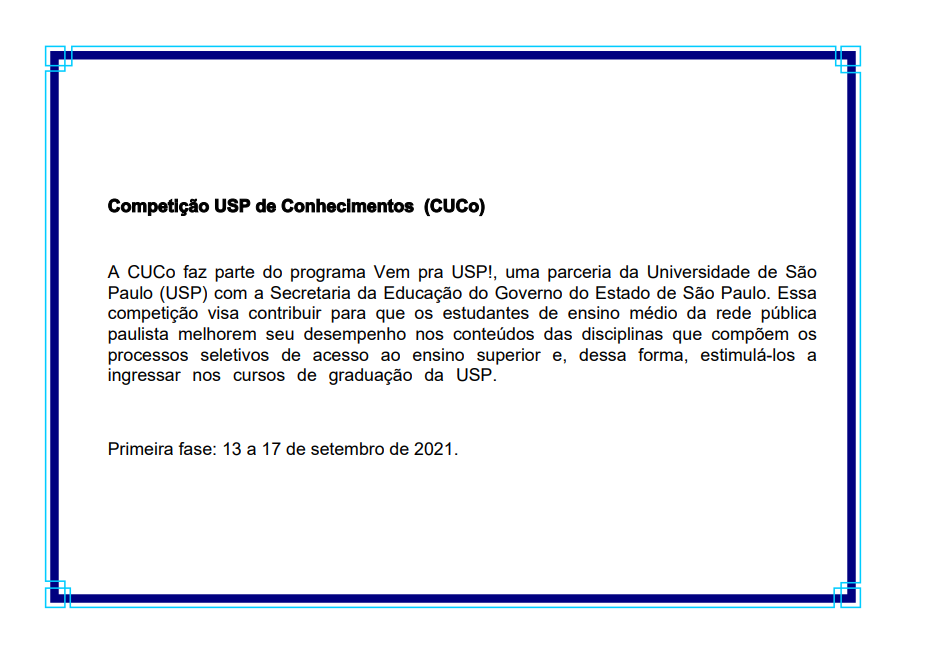 Competição USP de Conhecimentos (CUCo)
A CUCo faz parte do programa Vem pra USP!, uma parceria da Universidade de São
Paulo (USP) com a Secretaria da Educação do Governo do Estado de São Paulo. Essa
competição visa contribuir para que os estudantes de ensino médio da rede pública
paulista melhorem seu desempenho nos conteúdos das disciplinas que compõem os
processos seletivos de acesso ao ensino superior e, dessa forma, estimulá-los a
ingressar nos cursos de graduação da USP.
Primeira fase: 13 a 17 de setembro de 2021.